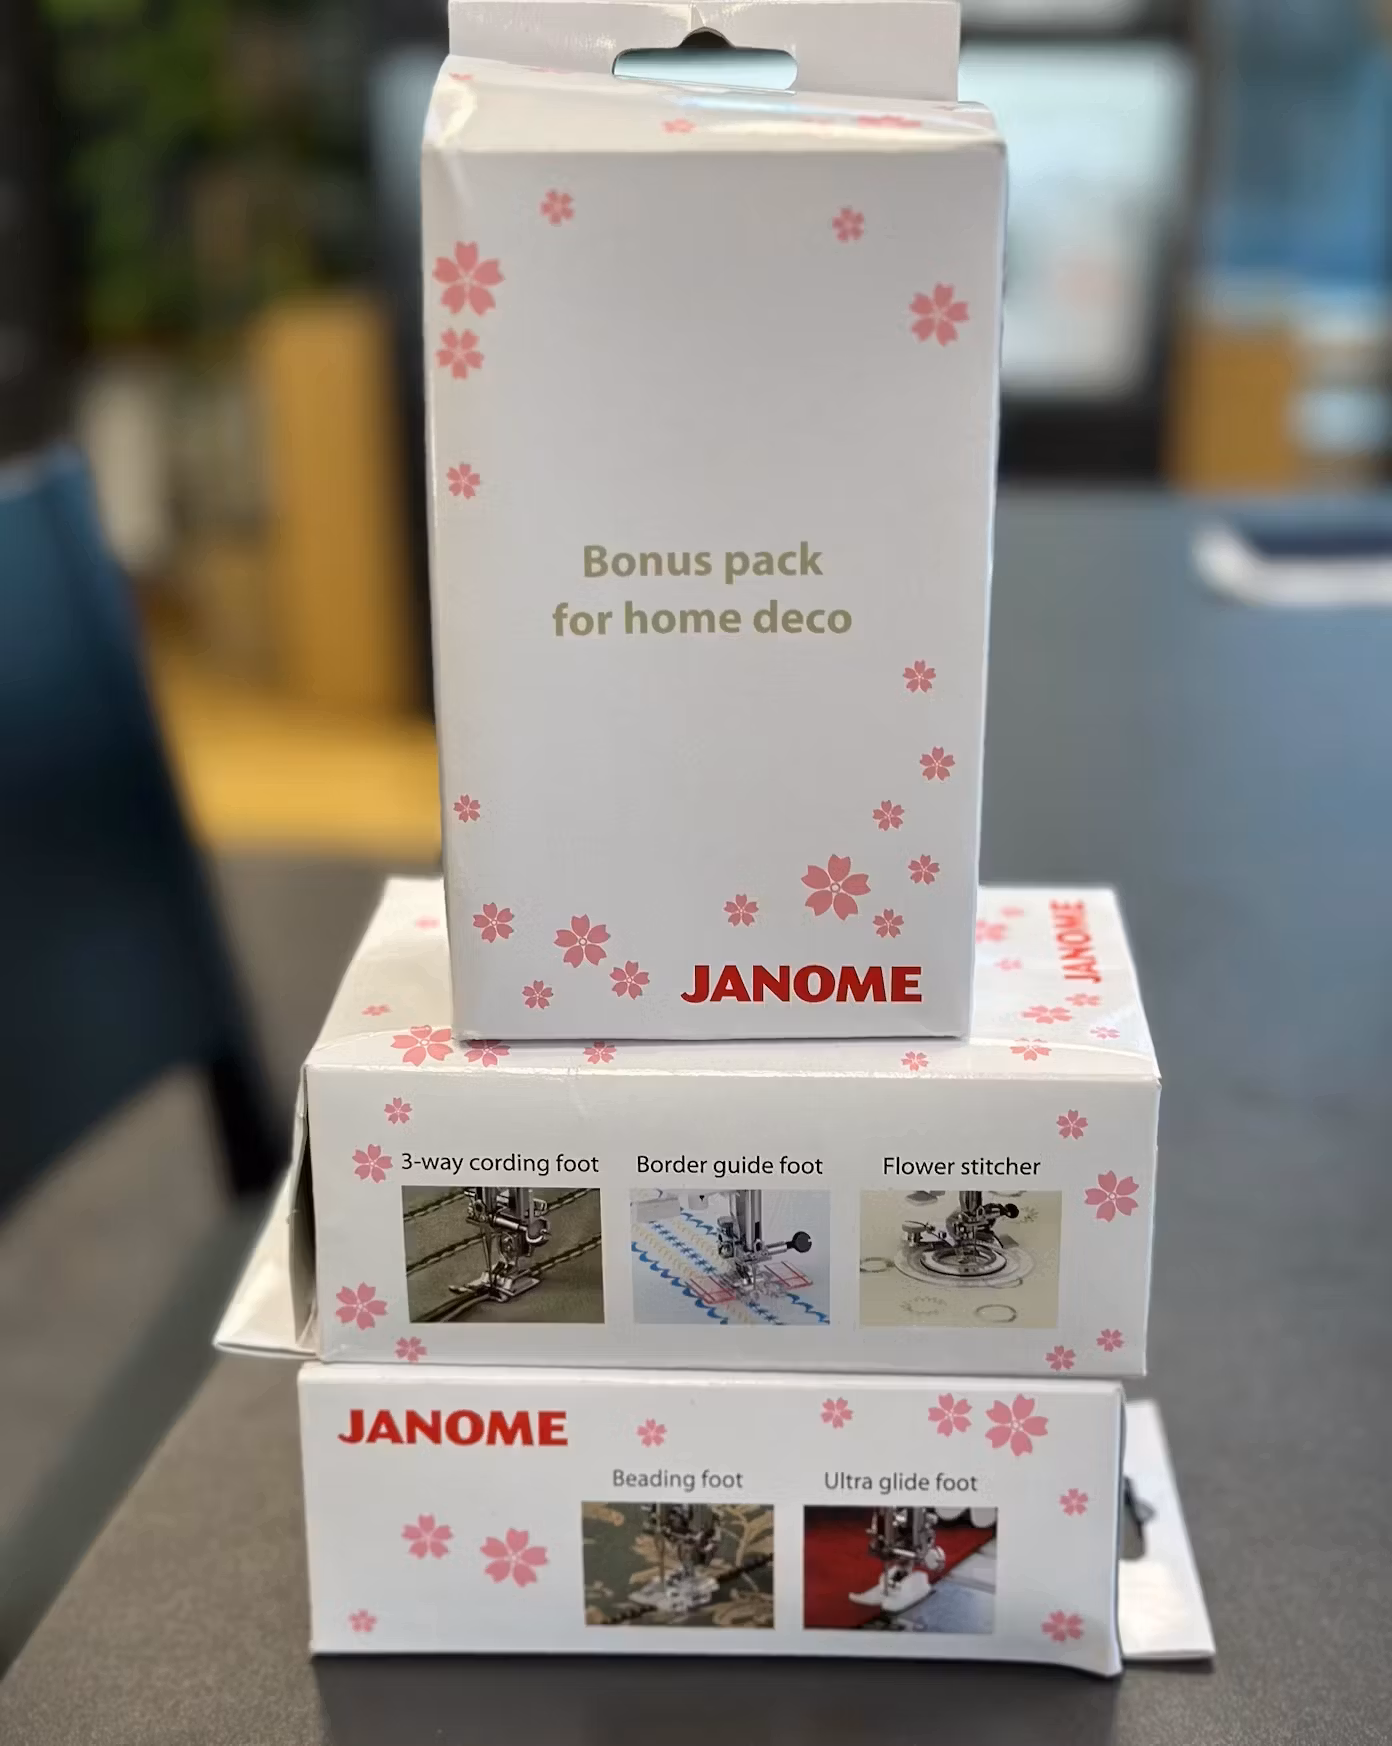 Bonus pack
for home deco
JANOME
JANOME
3-way cording foot
Border guide foot
Flower stitcher
JANOME
Beading foot
Ultra glide foot